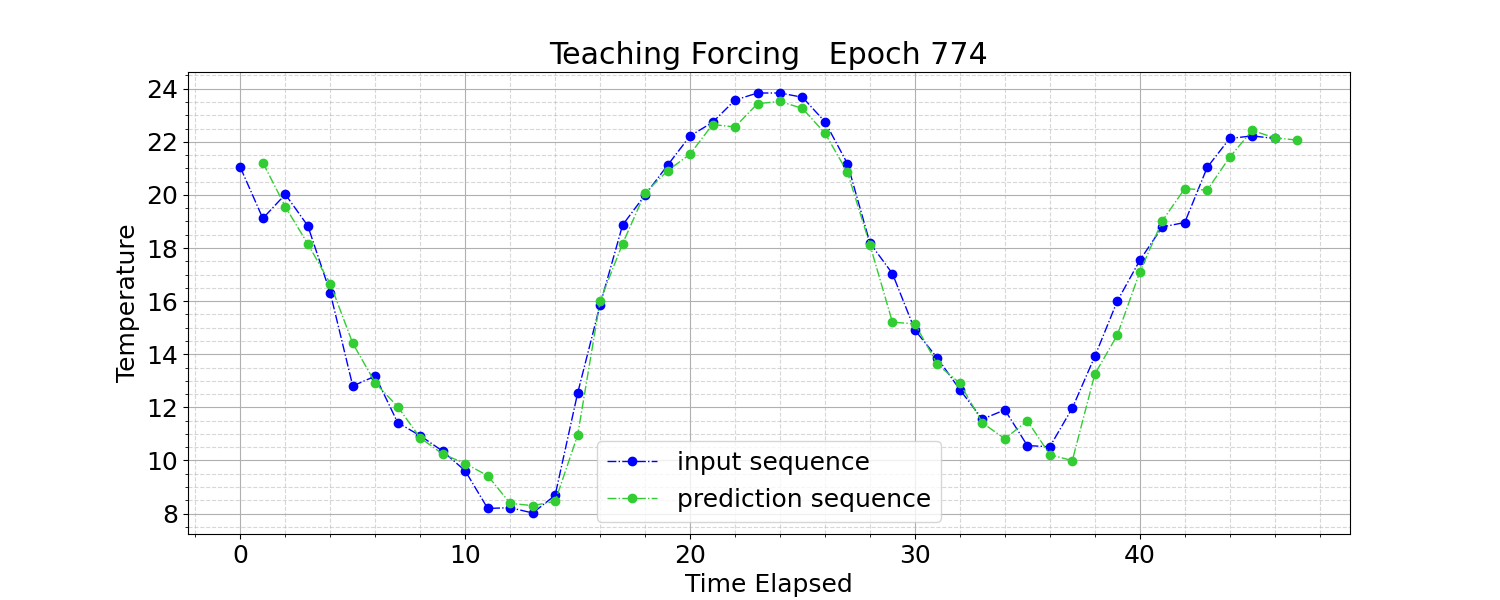 Teaching Forcing   Epoch 774
24
22
20
18
16
14
12
10
8
Temperature
input sequence
prediction sequence
0 10 20 30 40
Time Elapsed